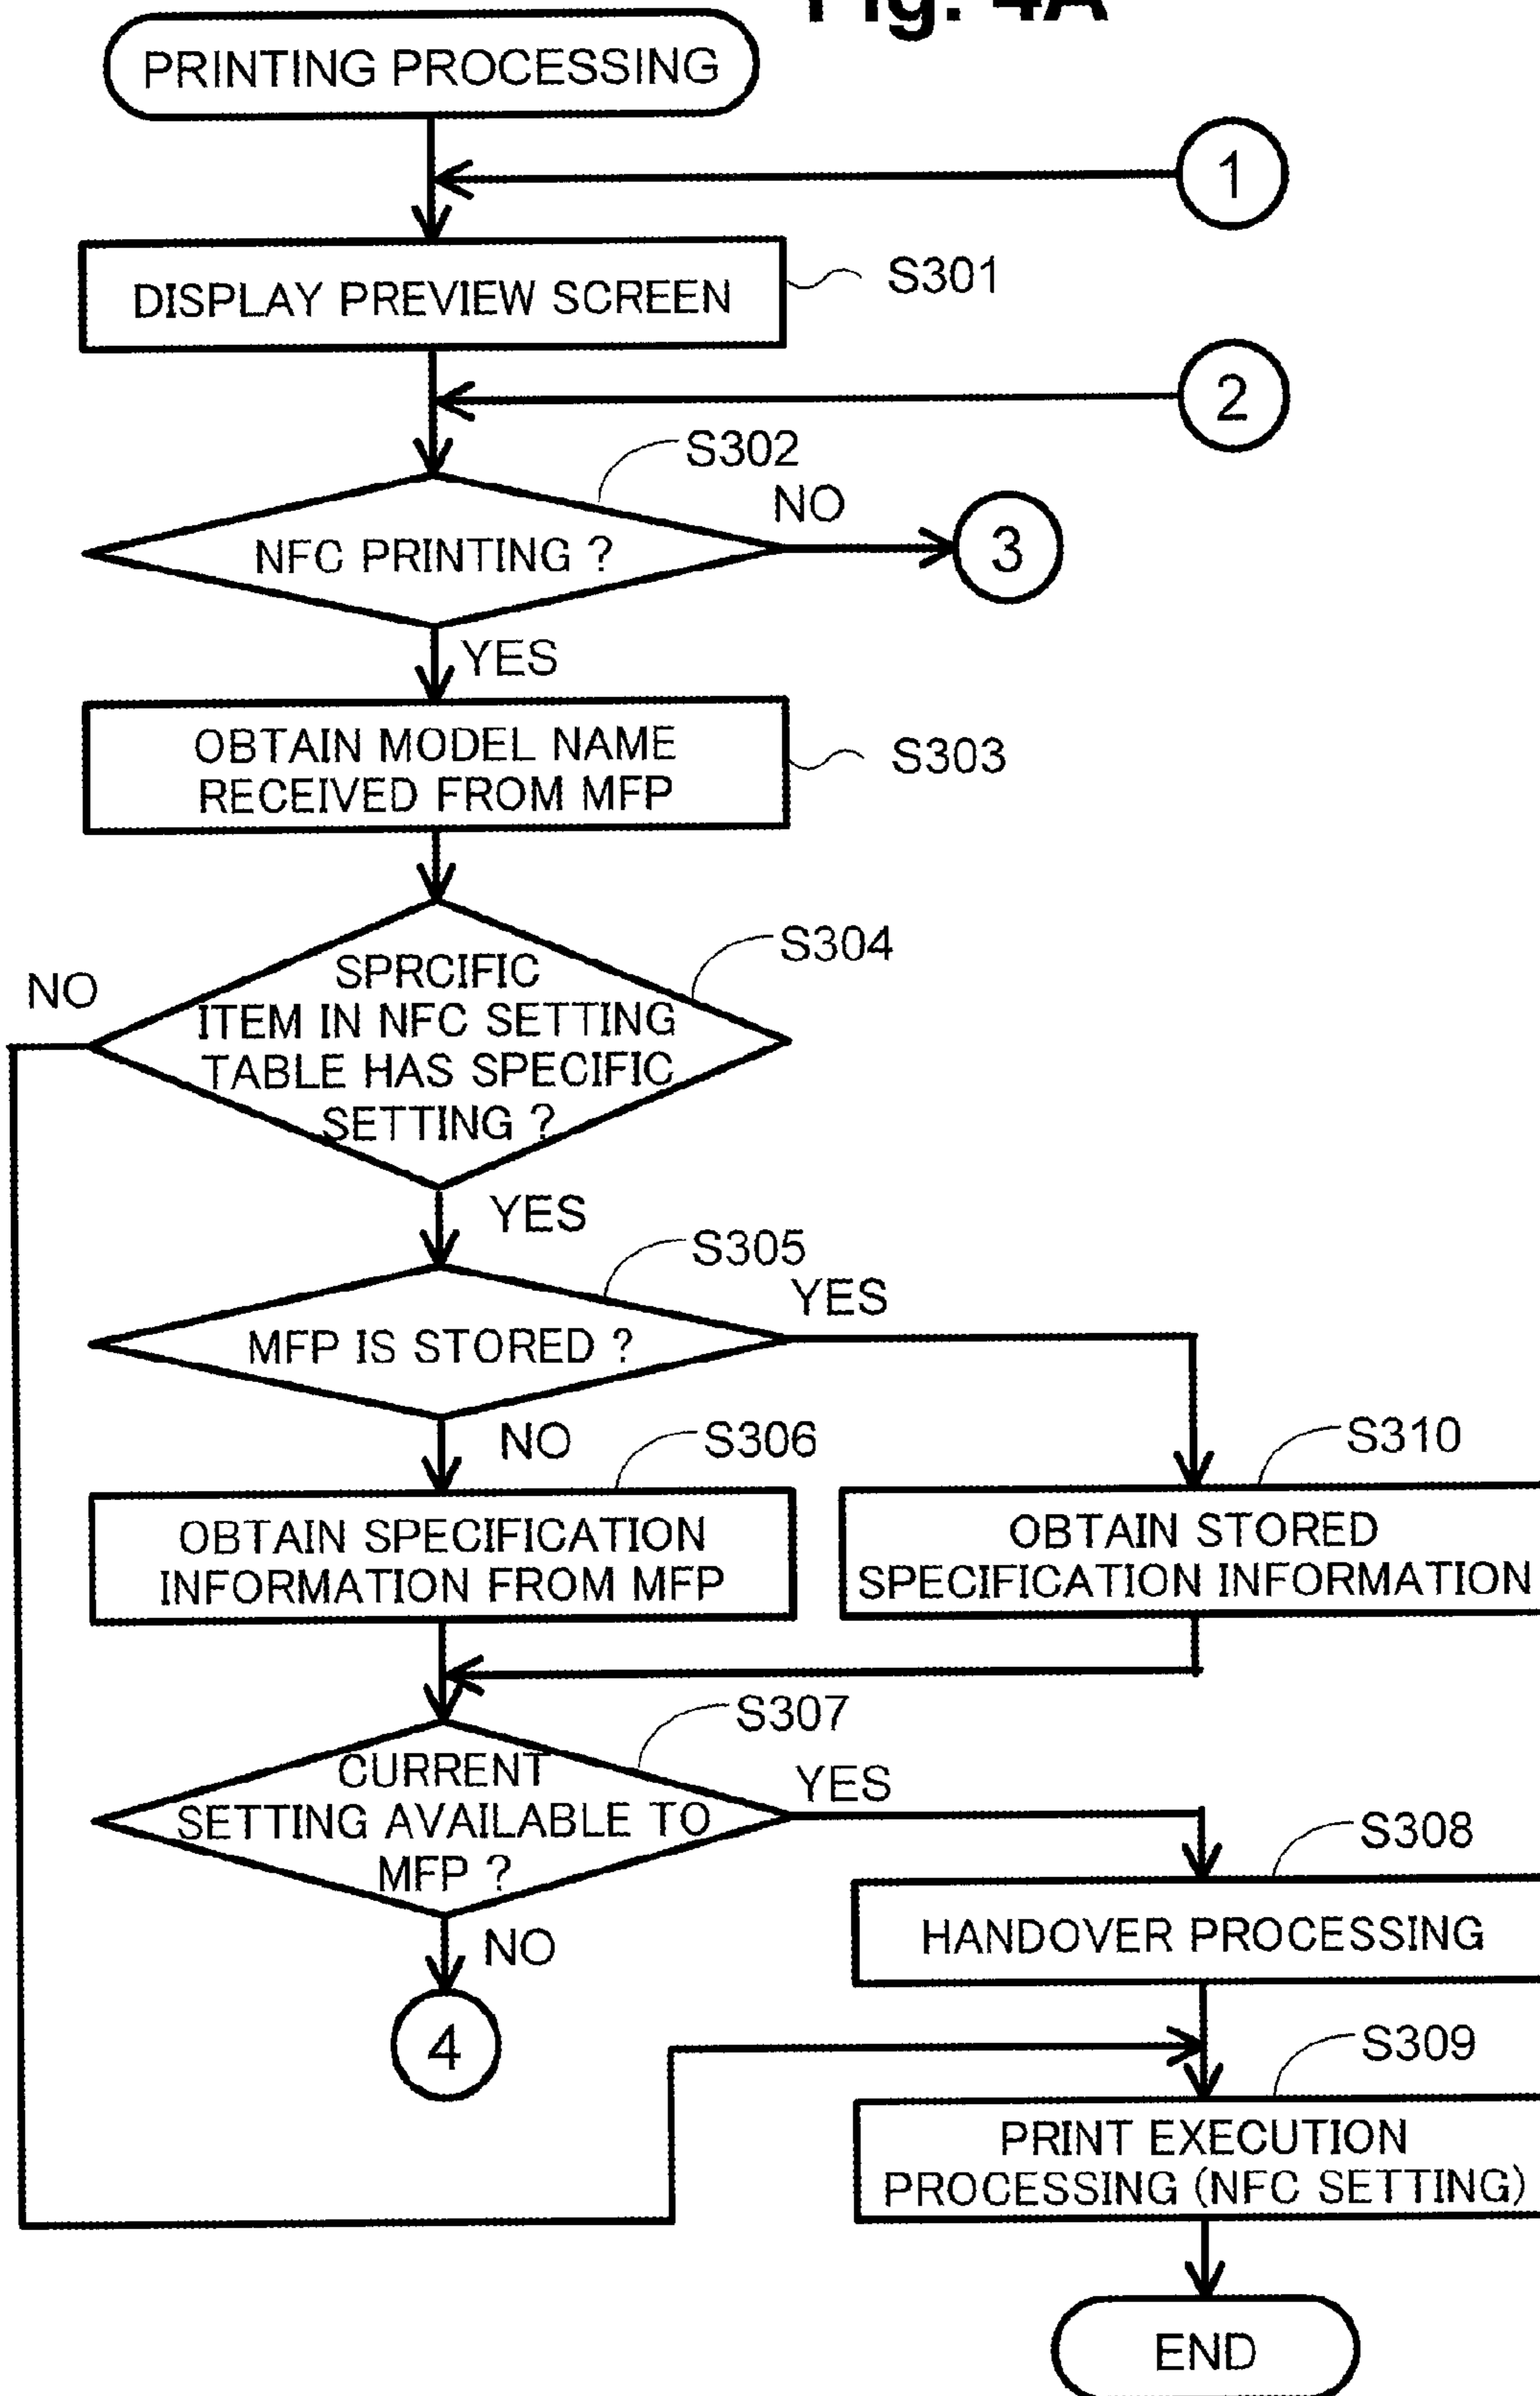 Fig. 4A
PRINTING PROCESSING
1
DISPLAY PREVIEW SCREEN
S301
2
S302
NFC PRINTING ?
NO
3
YES
OBTAIN MODEL NAME
RECEIVED FROM MFP
S303
S304
NO
SPRCIFIC
ITEM IN NFC SETTING
TABLE HAS SPECIFIC
SETTING ?
YES
S305
MFP IS STORED ?
YES
NO
S306
OBTAIN SPECIFICATION
INFORMATION FROM MFP
S310
OBTAIN STORED
SPECIFICATION INFORMATION
S307
CURRENT
SETTING AVAILABLE TO
MFP ?
YES
NO
4
S308
HANDOVER PROCESSING
S309
PRINT EXECUTION
PROCESSING (NFC SETTING)
END